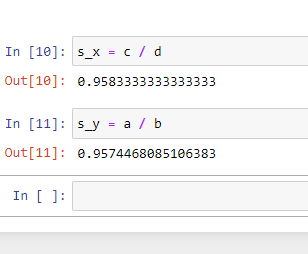 In [10]: s_x = c / d
Out[10]: 0.9583333333333333
In [11]: s_y = a / b
Out[11]: 0.9574468085106383
In [ ]: